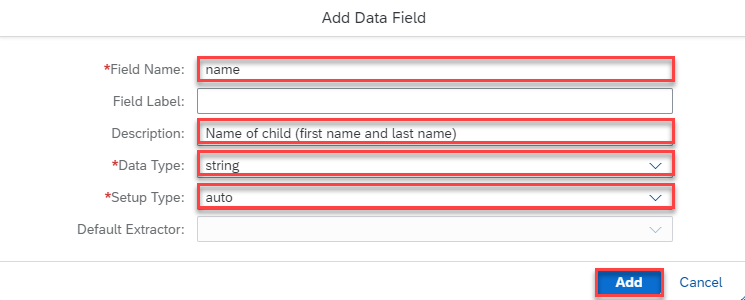 Add Data Field
*Field Name: name
Field Label:
Description: Name of child (first name and last name)
*Data Type: string
*Setup Type: auto
Default Extractor:
Add Cancel